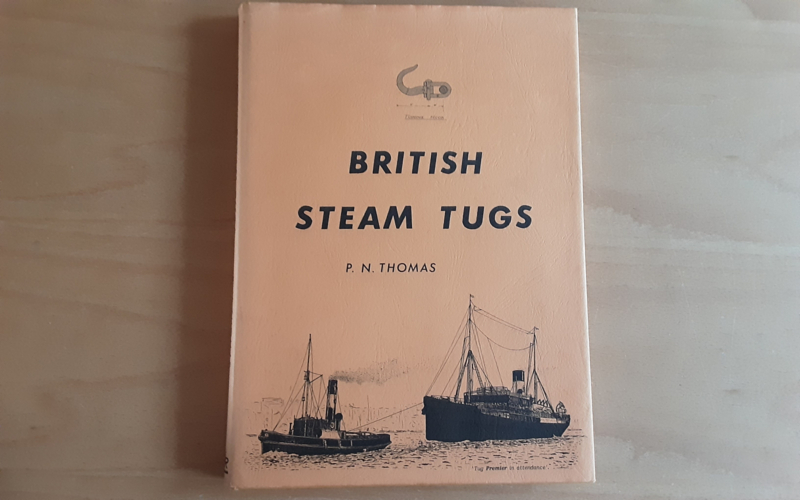 BRITISH
STEAM TUGS
P. N. THOMAS
'Tug Premier in attendance'